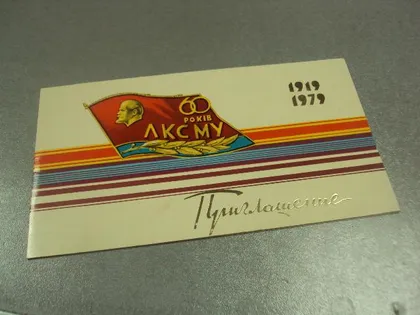 60
РОКІВ
ЛКСМУ
1919
1979
Приглашение